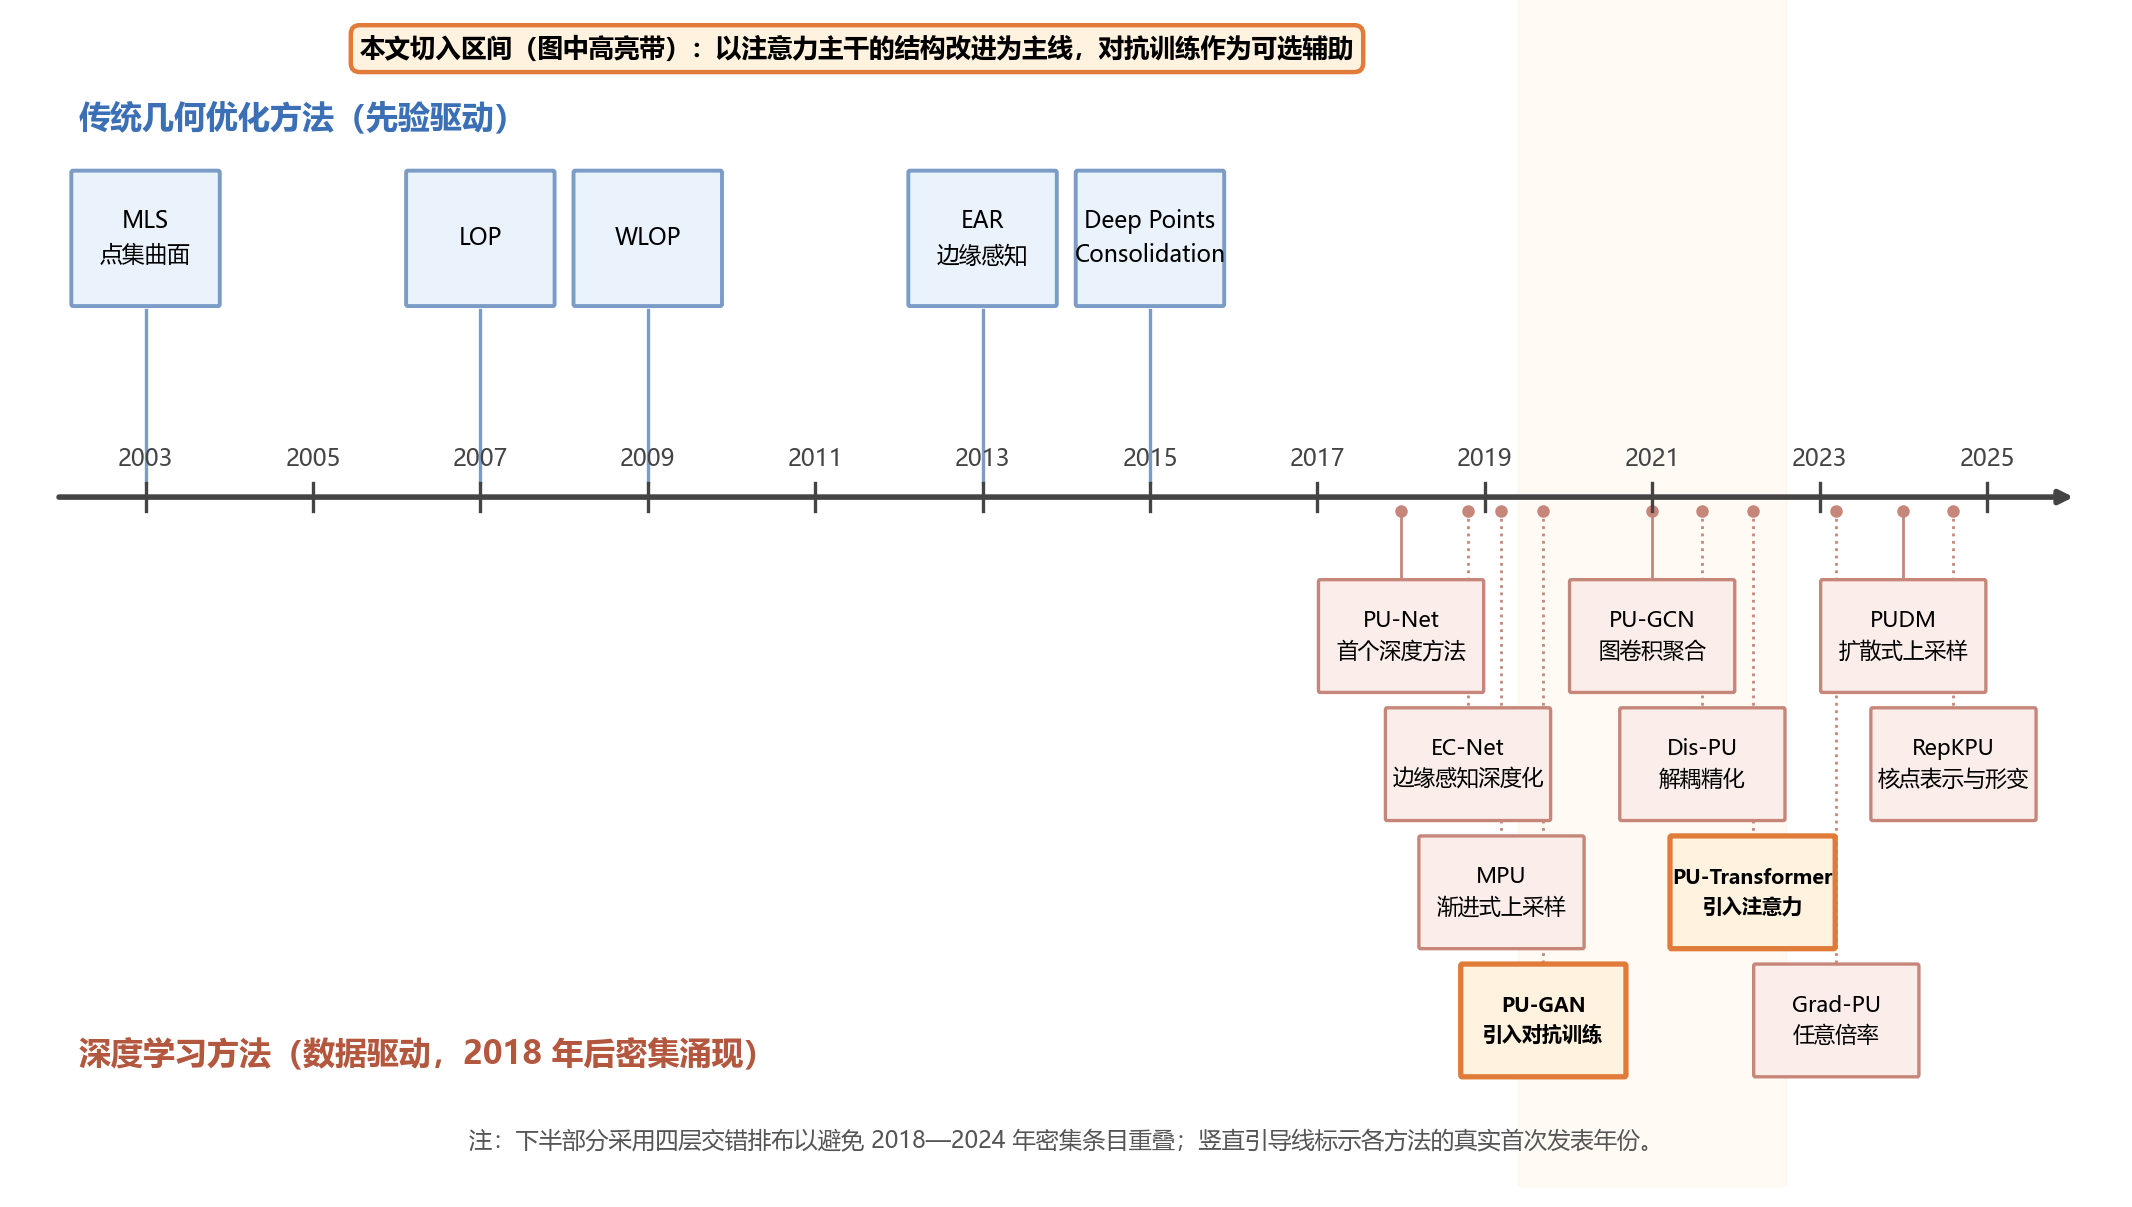 本文切入区间（图中高亮带）：以注意力主干的结构改进为主线，对抗训练作为可选辅助
传统几何优化方法（先验驱动）
MLS
点集曲面
LOP
WLOP
EAR
边缘感知
Deep Points
Consolidation
2003
2005
2007
2009
2011
2013
2015
2017
2019
2021
2023
2025
PU-Net
首个深度方法
PU-GCN
图卷积聚合
PUDM
扩散式上采样
EC-Net
边缘感知深度化
Dis-PU
解耦精化
RepKPU
核点表示与形变
MPU
渐进式上采样
PU-Transformer
引入注意力
PU-GAN
引入对抗训练
Grad-PU
任意倍率
深度学习方法（数据驱动，2018 年后密集涌现）
注：下半部分采用四层交错排布以避免 2018—2024 年密集条目重叠；竖直引导线标示各方法的真实首次发表年份。